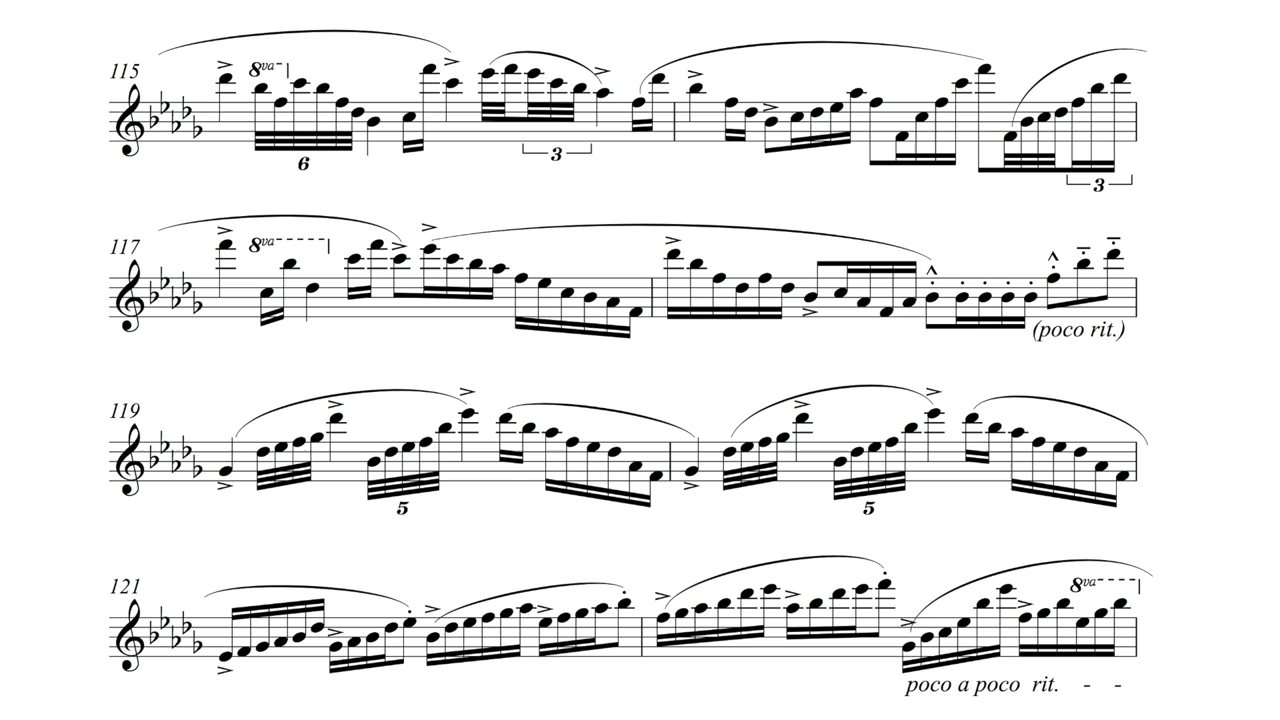 115
8va
6
3
3
117
8va
(poco rit.)
119
5
5
121
8va
poco a poco rit. - -